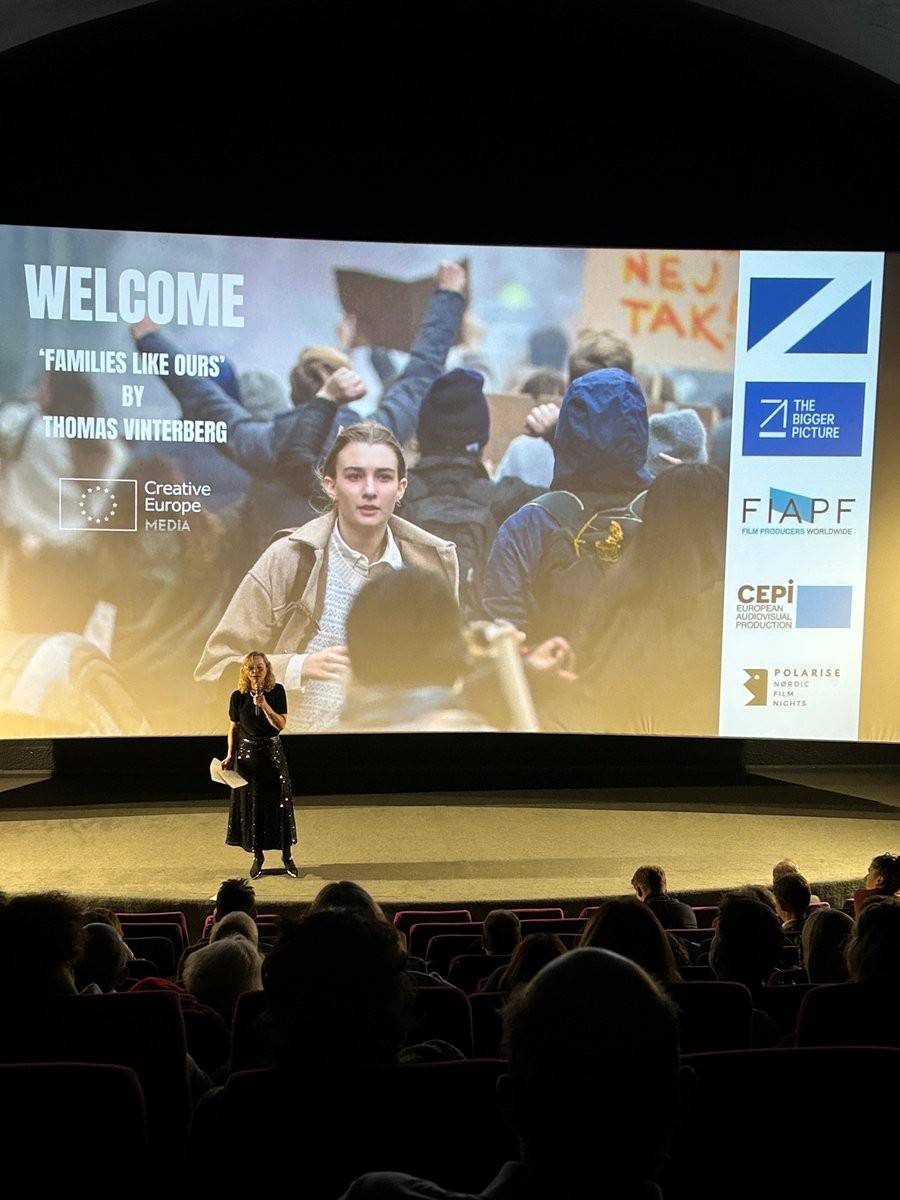 WELCOME
‘FAMILIES LIKE OURS’
BY
THOMAS VINTERBERG
Creative
Europe
MEDIA
NEJ
TAK!
THE
BIGGER
PICTURE
FIAPF
FILM PRODUCERS WORLDWIDE
CEPi
EUROPEAN
AUDIOVISUAL
PRODUCTION
POLARISE
NØRDIC
FILM
NIGHTS